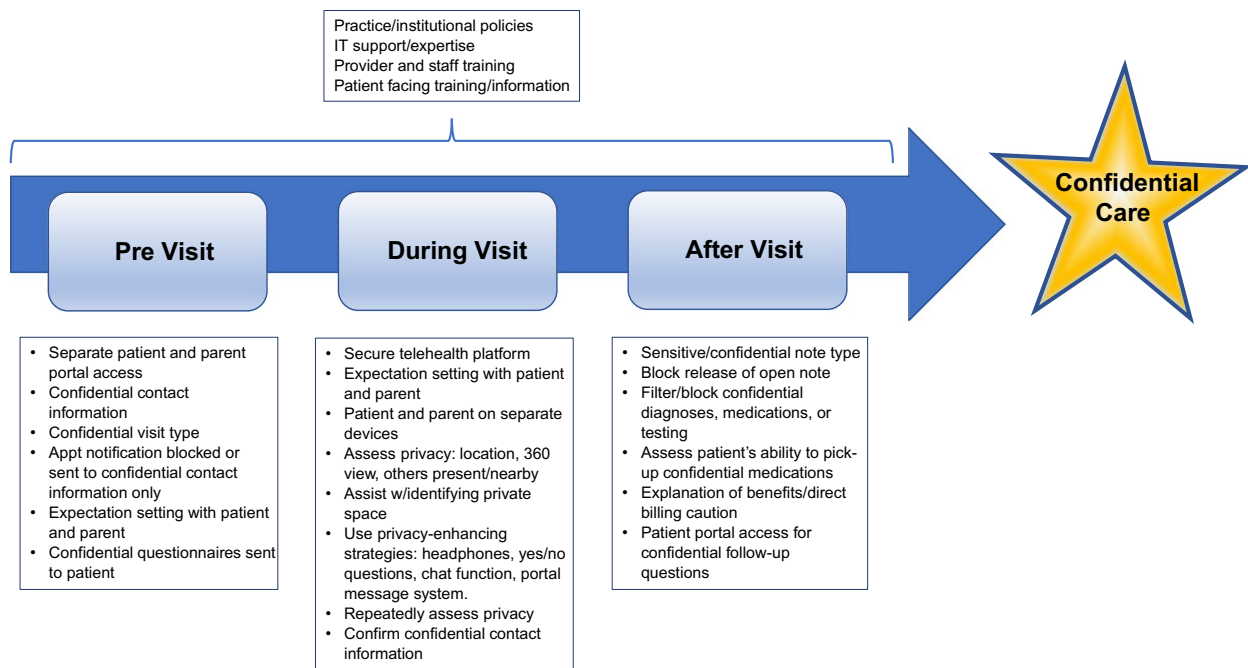 Practice/institutional policies
IT support/expertise
Provider and staff training
Patient facing training/information
Confidential
Care
Pre Visit
During Visit
After Visit
• Separate patient and parent
portal access
• Confidential contact
information
• Confidential visit type
• Appt notification blocked or
sent to confidential contact
information only
• Expectation setting with patient
and parent
• Confidential questionnaires sent
to patient
• Secure telehealth platform
• Expectation setting with patient
and parent
• Patient and parent on separate
devices
• Assess privacy: location, 360
view, others present/nearby
• Assist w/identifying private
space
• Use privacy-enhancing
strategies: headphones, yes/no
questions, chat function, portal
message system.
• Repeatedly assess privacy
• Confirm confidential contact
information
• Sensitive/confidential note type
• Block release of open note
• Filter/block confidential
diagnoses, medications, or
testing
• Assess patient’s ability to pick-
up confidential medications
• Explanation of benefits/direct
billing caution
• Patient portal access for
confidential follow-up
questions